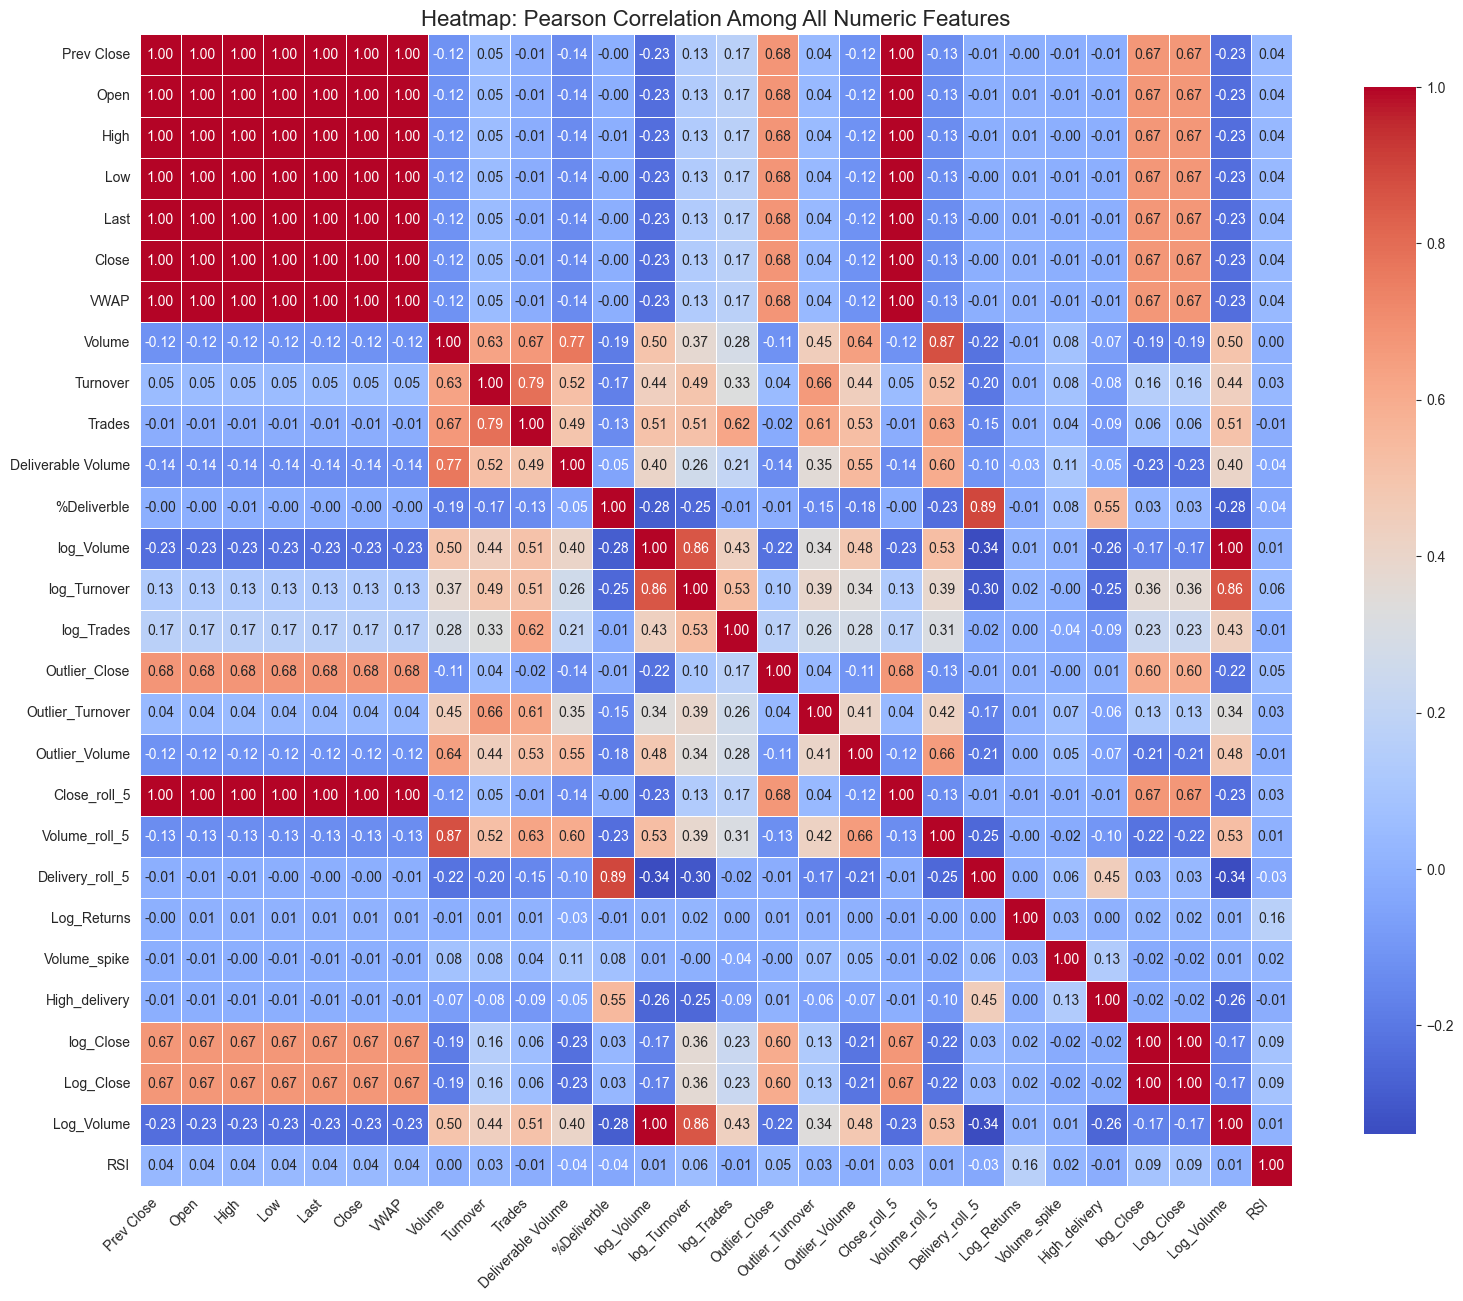 Heatmap: Pearson Correlation Among All Numeric Features
Prev Close 1.00 1.00 1.00 1.00 1.00 1.00 1.00 -0.12 0.05 -0.01 -0.14 -0.00 -0.23 0.13 0.17 0.68 0.04 -0.12 1.00 -0.13 -0.01 -0.00 -0.01 -0.01 0.67 0.67 -0.23 0.04
Open 1.00 1.00 1.00 1.00 1.00 1.00 1.00 -0.12 0.05 -0.01 -0.14 -0.00 -0.23 0.13 0.17 0.68 0.04 -0.12 1.00 -0.13 -0.01 0.01 -0.01 -0.01 0.67 0.67 -0.23 0.04
High 1.00 1.00 1.00 1.00 1.00 1.00 1.00 -0.12 0.05 -0.01 -0.14 -0.01 -0.23 0.13 0.17 0.68 0.04 -0.12 1.00 -0.13 -0.01 0.01 -0.00 -0.01 0.67 0.67 -0.23 0.04
Low 1.00 1.00 1.00 1.00 1.00 1.00 1.00 -0.12 0.05 -0.01 -0.14 -0.00 -0.23 0.13 0.17 0.68 0.04 -0.12 1.00 -0.13 -0.00 0.01 -0.01 -0.01 0.67 0.67 -0.23 0.04
Last 1.00 1.00 1.00 1.00 1.00 1.00 1.00 -0.12 0.05 -0.01 -0.14 -0.00 -0.23 0.13 0.17 0.68 0.04 -0.12 1.00 -0.13 -0.00 0.01 -0.01 -0.01 0.67 0.67 -0.23 0.04
Close 1.00 1.00 1.00 1.00 1.00 1.00 1.00 -0.12 0.05 -0.01 -0.14 -0.00 -0.23 0.13 0.17 0.68 0.04 -0.12 1.00 -0.13 -0.00 0.01 -0.01 -0.01 0.67 0.67 -0.23 0.04
VWAP 1.00 1.00 1.00 1.00 1.00 1.00 1.00 -0.12 0.05 -0.01 -0.14 -0.00 -0.23 0.13 0.17 0.68 0.04 -0.12 1.00 -0.13 -0.01 0.01 -0.01 -0.01 0.67 0.67 -0.23 0.04
Volume -0.12 -0.12 -0.12 -0.12 -0.12 -0.12 -0.12 1.00 0.63 0.67 0.77 -0.19 0.50 0.37 0.28 -0.11 0.45 0.64 -0.12 0.87 -0.22 -0.01 0.08 -0.07 -0.19 -0.19 0.50 0.00
Turnover 0.05 0.05 0.05 0.05 0.05 0.05 0.05 0.63 1.00 0.79 0.52 -0.17 0.44 0.49 0.33 0.04 0.66 0.44 0.05 0.52 -0.20 0.01 0.08 -0.08 0.16 0.16 0.44 0.03
Trades -0.01 -0.01 -0.01 -0.01 -0.01 -0.01 -0.01 0.67 0.79 1.00 0.49 -0.13 0.51 0.51 0.62 -0.02 0.61 0.53 -0.01 0.63 -0.15 0.01 0.04 -0.09 0.06 0.06 0.51 -0.01
Deliverable Volume -0.14 -0.14 -0.14 -0.14 -0.14 -0.14 -0.14 0.77 0.52 0.49 1.00 -0.05 0.40 0.26 0.21 -0.14 0.35 0.55 -0.14 0.60 -0.10 -0.03 0.11 -0.05 -0.23 -0.23 0.40 -0.04
%Deliverble -0.00 -0.00 -0.01 -0.00 -0.00 -0.00 -0.00 -0.19 -0.17 -0.13 -0.05 1.00 -0.28 -0.25 -0.01 -0.01 -0.15 -0.18 -0.00 -0.23 0.89 -0.01 0.08 0.55 0.03 0.03 -0.28 -0.04
log_Volume -0.23 -0.23 -0.23 -0.23 -0.23 -0.23 -0.23 0.50 0.44 0.51 0.40 -0.28 1.00 0.86 0.43 -0.22 0.34 0.48 -0.23 0.53 -0.34 0.01 0.01 -0.26 -0.17 -0.17 1.00 0.01
log_Turnover 0.13 0.13 0.13 0.13 0.13 0.13 0.13 0.37 0.49 0.51 0.26 -0.25 0.86 1.00 0.53 0.10 0.39 0.34 0.13 0.39 -0.30 0.02 -0.00 -0.25 0.36 0.36 0.86 0.06
log_Trades 0.17 0.17 0.17 0.17 0.17 0.17 0.17 0.28 0.33 0.62 0.21 -0.01 0.43 0.53 1.00 0.17 0.26 0.28 0.17 0.31 -0.02 0.00 -0.04 -0.09 0.23 0.23 0.43 -0.01
Outlier_Close 0.68 0.68 0.68 0.68 0.68 0.68 0.68 -0.11 0.04 -0.02 -0.14 -0.01 -0.22 0.10 0.17 1.00 0.04 -0.11 0.68 -0.13 -0.01 0.01 -0.00 0.01 0.60 0.60 -0.22 0.05
Outlier_Turnover 0.04 0.04 0.04 0.04 0.04 0.04 0.04 0.45 0.66 0.61 0.35 -0.15 0.34 0.39 0.26 0.04 1.00 0.41 0.04 0.42 -0.17 0.01 0.07 -0.06 0.13 0.13 0.34 0.03
Outlier_Volume -0.12 -0.12 -0.12 -0.12 -0.12 -0.12 -0.12 0.64 0.44 0.53 0.55 -0.18 0.48 0.34 0.28 -0.11 0.41 1.00 -0.12 0.66 -0.21 0.00 0.05 -0.07 -0.21 -0.21 0.48 -0.01
Close_roll_5 1.00 1.00 1.00 1.00 1.00 1.00 1.00 -0.12 0.05 -0.01 -0.14 -0.00 -0.23 0.13 0.17 0.68 0.04 -0.12 1.00 -0.13 -0.01 -0.01 -0.01 -0.01 0.67 0.67 -0.23 0.03
Volume_roll_5 -0.13 -0.13 -0.13 -0.13 -0.13 -0.13 -0.13 0.87 0.52 0.63 0.60 -0.23 0.53 0.39 0.31 -0.13 0.42 0.66 -0.13 1.00 -0.25 -0.00 -0.02 -0.10 -0.22 -0.22 0.53 0.01
Delivery_roll_5 -0.01 -0.01 -0.01 -0.00 -0.00 -0.00 -0.01 -0.22 -0.20 -0.15 -0.10 0.89 -0.34 -0.30 -0.02 -0.01 -0.17 -0.21 -0.01 -0.25 1.00 0.00 0.06 0.45 0.03 0.03 -0.34 -0.03
Log_Returns -0.00 0.01 0.01 0.01 0.01 0.01 0.01 -0.01 0.01 0.01 -0.03 -0.01 0.01 0.02 0.00 0.01 0.01 0.00 -0.01 -0.00 0.00 1.00 0.03 0.00 0.02 0.02 0.01 0.16
Volume_spike -0.01 -0.01 -0.00 -0.01 -0.01 -0.01 -0.01 0.08 0.08 0.04 0.11 0.08 0.01 -0.00 -0.04 -0.00 0.07 0.05 -0.01 -0.02 0.06 0.03 1.00 0.13 -0.02 -0.02 0.01 0.02
High_delivery -0.01 -0.01 -0.01 -0.01 -0.01 -0.01 -0.01 -0.07 -0.08 -0.09 -0.05 0.55 -0.26 -0.25 -0.09 0.01 -0.06 -0.07 -0.01 -0.10 0.45 0.00 0.13 1.00 -0.02 -0.02 -0.26 -0.01
log_Close 0.67 0.67 0.67 0.67 0.67 0.67 0.67 -0.19 0.16 0.06 -0.23 0.03 -0.17 0.36 0.23 0.60 0.13 -0.21 0.67 -0.22 0.03 0.02 -0.02 -0.02 1.00 1.00 -0.17 0.09
Log_Close 0.67 0.67 0.67 0.67 0.67 0.67 0.67 -0.19 0.16 0.06 -0.23 0.03 -0.17 0.36 0.23 0.60 0.13 -0.21 0.67 -0.22 0.03 0.02 -0.02 -0.02 1.00 1.00 -0.17 0.09
Log_Volume -0.23 -0.23 -0.23 -0.23 -0.23 -0.23 -0.23 0.50 0.44 0.51 0.40 -0.28 1.00 0.86 0.43 -0.22 0.34 0.48 -0.23 0.53 -0.34 0.01 0.01 -0.26 -0.17 -0.17 1.00 0.01
RSI 0.04 0.04 0.04 0.04 0.04 0.04 0.04 0.00 0.03 -0.01 -0.04 -0.04 0.01 0.06 -0.01 0.05 0.03 -0.01 0.03 0.01 -0.03 0.16 0.02 -0.01 0.09 0.09 0.01 1.00
Prev Close
Open
High
Low
Last
Close
VWAP
Volume
Turnover
Trades
Deliverable Volume
%Deliverble
log_Volume
log_Turnover
log_Trades
Outlier_Close
Outlier_Turnover
Outlier_Volume
Close_roll_5
Volume_roll_5
Delivery_roll_5
Log_Returns
Volume_spike
High_delivery
log_Close
Log_Close
Log_Volume
RSI
1.0
0.8
0.6
0.4
0.2
0.0
−0.2